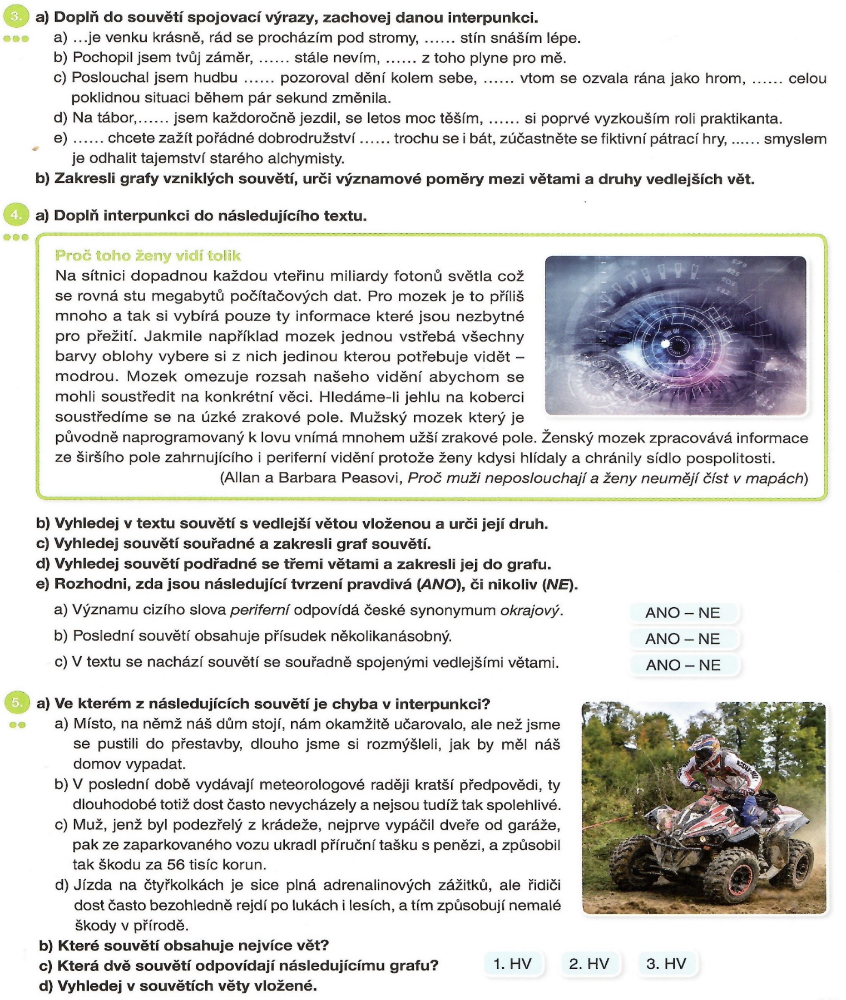 3. a) Doplň do souvětí spojovací výrazy, zachovej danou interpunkci.
a) ...je venku krásně, rád se procházím pod stromy, ...... stín snáším lépe.
b) Pochopil jsem tvůj záměr, ...... stále nevím, ...... z toho plyne pro mě.
c) Poslouchal jsem hudbu ...... pozoroval dění kolem sebe, ...... vtom se ozvala rána jako hrom, ...... celou
poklidnou situaci během pár sekund změnila.
d) Na tábor,...... jsem každoročně jezdil, se letos moc těším, ...... si poprvé vyzkouším roli praktikanta.
e) ...... chcete zažít pořádné dobrodružství ...... trochu se i bát, zúčastněte se fiktivní pátrací hry, ...... smyslem
je odhalit tajemství starého alchymisty.
b) Zakresli grafy vzniklých souvětí, urči významové poměry mezi větami a druhy vedlejších vět.
4. a) Doplň interpunkci do následujícího textu.
Proč toho ženy vidí tolik
Na sítnici dopadnou každou vteřinu miliardy fotonů světla což
se rovná stu megabytů počítačových dat. Pro mozek je to příliš
mnoho a tak si vybírá pouze ty informace které jsou nezbytné
pro přežití. Jakmile například mozek jednou vstřebá všechny
barvy oblohy vybere si z nich jedinou kterou potřebuje vidět –
modrou. Mozek omezuje rozsah našeho vidění abychom se
mohli soustředit na konkrétní věci. Hledáme-li jehlu na koberci
soustředíme se na úzké zrakové pole. Mužský mozek který je
původně naprogramovaný k lovu vnímá mnohem užší zrakové pole. Ženský mozek zpracovává informace
ze širšího pole zahrnujícího i periferní vidění protože ženy kdysi hlídaly a chránily sídlo pospolitosti.
(Allan a Barbara Peasovi, Proč muži neposlouchají a ženy neumějí číst v mapách)
579
825
905
532
b) Vyhledej v textu souvětí s vedlejší větou vloženou a urči její druh.
c) Vyhledej souvětí souřadné a zakresli graf souvětí.
d) Vyhledej souvětí podřadné se třemi větami a zakresli jej do grafu.
e) Rozhodni, zda jsou následující tvrzení pravdivá (ANO), či nikoliv (NE).
a) Významu cizího slova periferní odpovídá české synonymum okrajový. ANO – NE
b) Poslední souvětí obsahuje přísudek několikanásobný. ANO – NE
c) V textu se nachází souvětí se souřadně spojenými vedlejšími větami. ANO – NE
5. a) Ve kterém z následujících souvětí je chyba v interpunkci?
a) Místo, na němž náš dům stojí, nám okamžitě učarovalo, ale než jsme
se pustili do přestavby, dlouho jsme si rozmýšleli, jak by měl náš
domov vypadat.
b) V poslední době vydávají meteorologové raději kratší předpovědi, ty
dlouhodobé totiž dost často nevycházely a nejsou tudíž tak spolehlivé.
c) Muž, jenž byl podezřelý z krádeže, nejprve vypáčil dveře od garáže,
pak ze zaparkovaného vozu ukradl příruční tašku s penězi, a způsobil
tak škodu za 56 tisíc korun.
d) Jízda na čtyřkolkách je sice plná adrenalinových zážitků, ale řidiči
dost často bezohledně rejdí po lukách i lesích, a tím způsobují nemalé
škody v přírodě.
b) Které souvětí obsahuje nejvíce vět?
c) Která dvě souvětí odpovídají následujícímu grafu? 1. HV 2. HV 3. HV
d) Vyhledej v souvětích věty vložené.